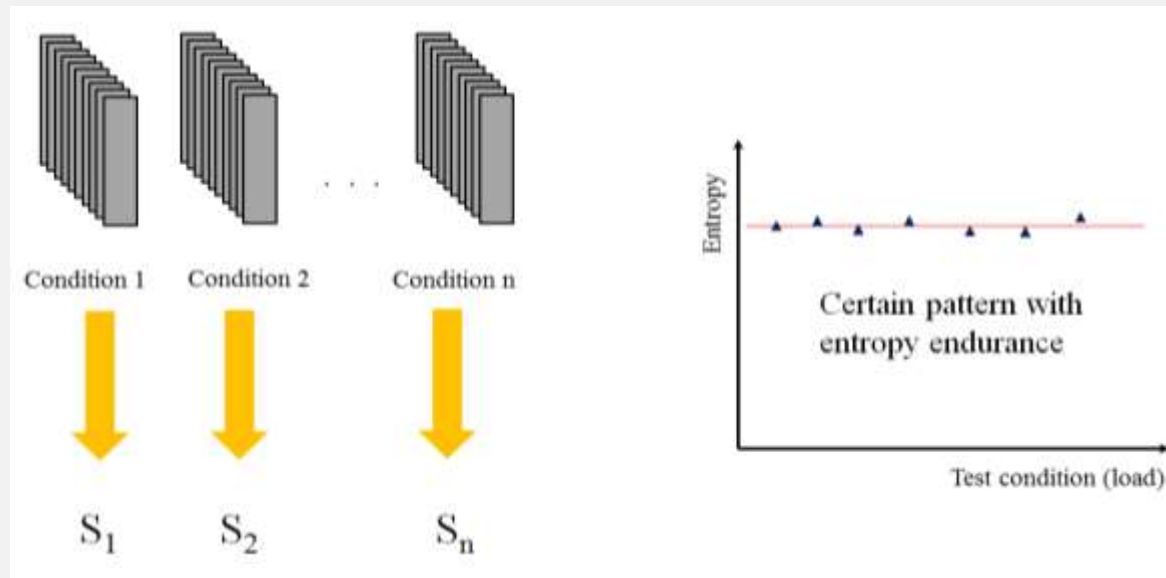 . . .
Condition 1
Condition 2
Condition n
S₁
S₂
Sₙ
Entropy
Certain pattern with
entropy endurance
Test condition (load)